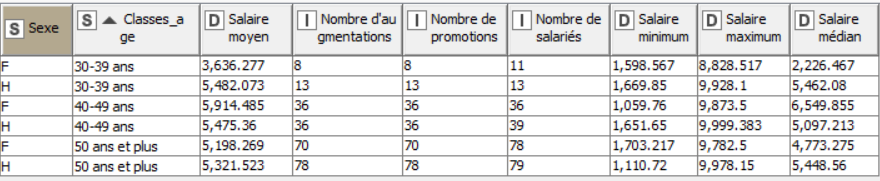 S Sexe S Classes_a ge D Salaire moyen I Nombre d'au gmentations I Nombre de promotions I Nombre de salariés D Salaire minimum D Salaire maximum D Salaire médian
F 30-39 ans 3,636.277 8 8 11 1,598.567 8,828.517 2,226.467
H 30-39 ans 5,482.073 13 13 13 1,669.85 9,928.1 5,462.08
F 40-49 ans 5,914.485 36 36 36 1,059.76 9,873.5 6,549.855
H 40-49 ans 5,475.36 36 36 39 1,651.65 9,999.383 5,097.213
F 50 ans et plus 5,198.269 70 70 78 1,703.217 9,782.5 4,773.275
H 50 ans et plus 5,321.523 78 78 79 1,110.72 9,978.15 5,448.56